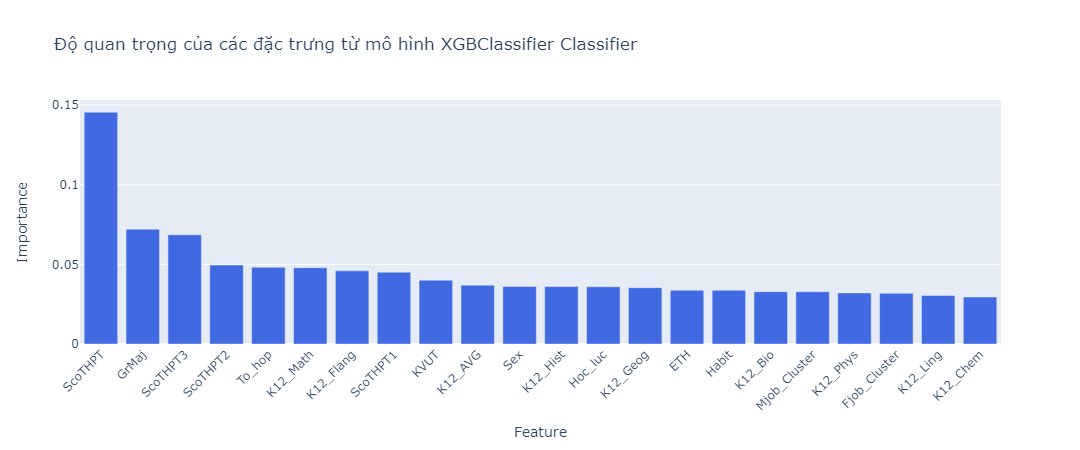 Độ quan trọng của các đặc trưng từ mô hình XGBClassifier Classifier
0.15
0.1
0.05
0
Importance
ScoTHPT
GrMaj
ScoTHPT3
ScoTHPT2
To_hop
K12_Math
K12_Flang
ScoTHPT1
KVUT
K12_AVG
Sex
K12_Hist
Hoc_luc
K12_Geog
ETH
Habit
K12_Bio
Mjob_Cluster
K12_Phys
Fjob_Cluster
K12_Ling
K12_Chem
Feature